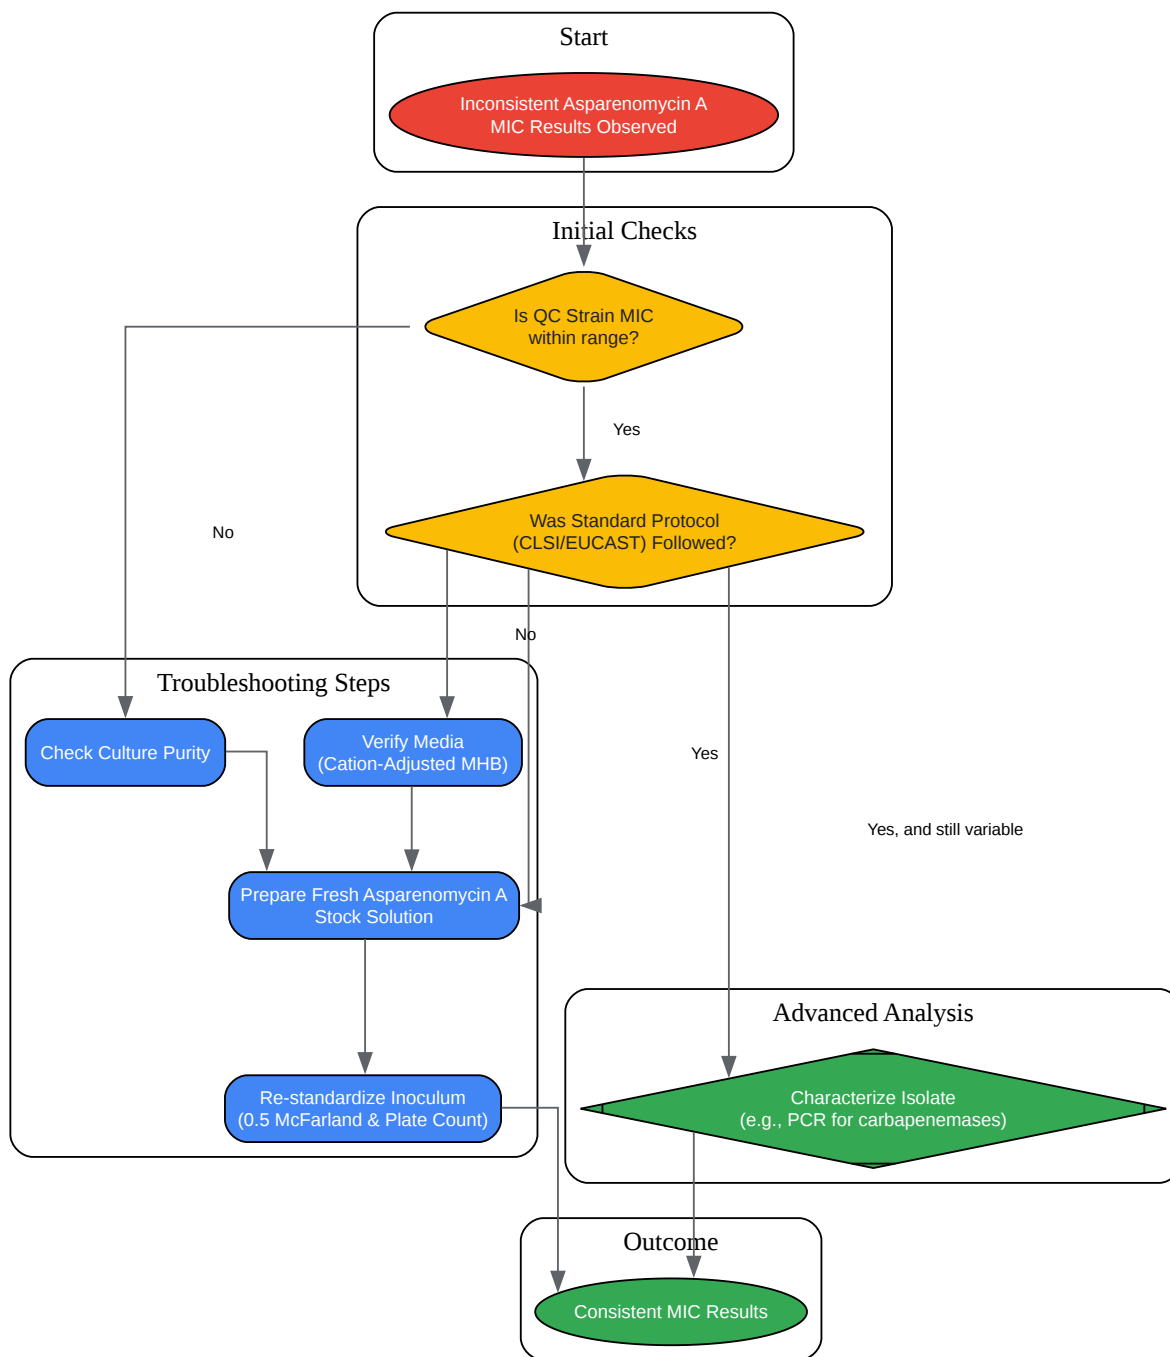 Start
Inconsistent Asparenomycin A
MIC Results Observed
Initial Checks
Is QC Strain MIC
within range?
Yes
Was Standard Protocol
(CLSI/EUCAST) Followed?
No
No
Troubleshooting Steps
Check Culture Purity
Verify Media
(Cation-Adjusted MHB)
Yes
Yes, and still variable
Prepare Fresh Asparenomycin A
Stock Solution
Advanced Analysis
Re-standardize Inoculum
(0.5 McFarland & Plate Count)
Characterize Isolate
(e.g., PCR for carbapenemases)
Outcome
Consistent MIC Results